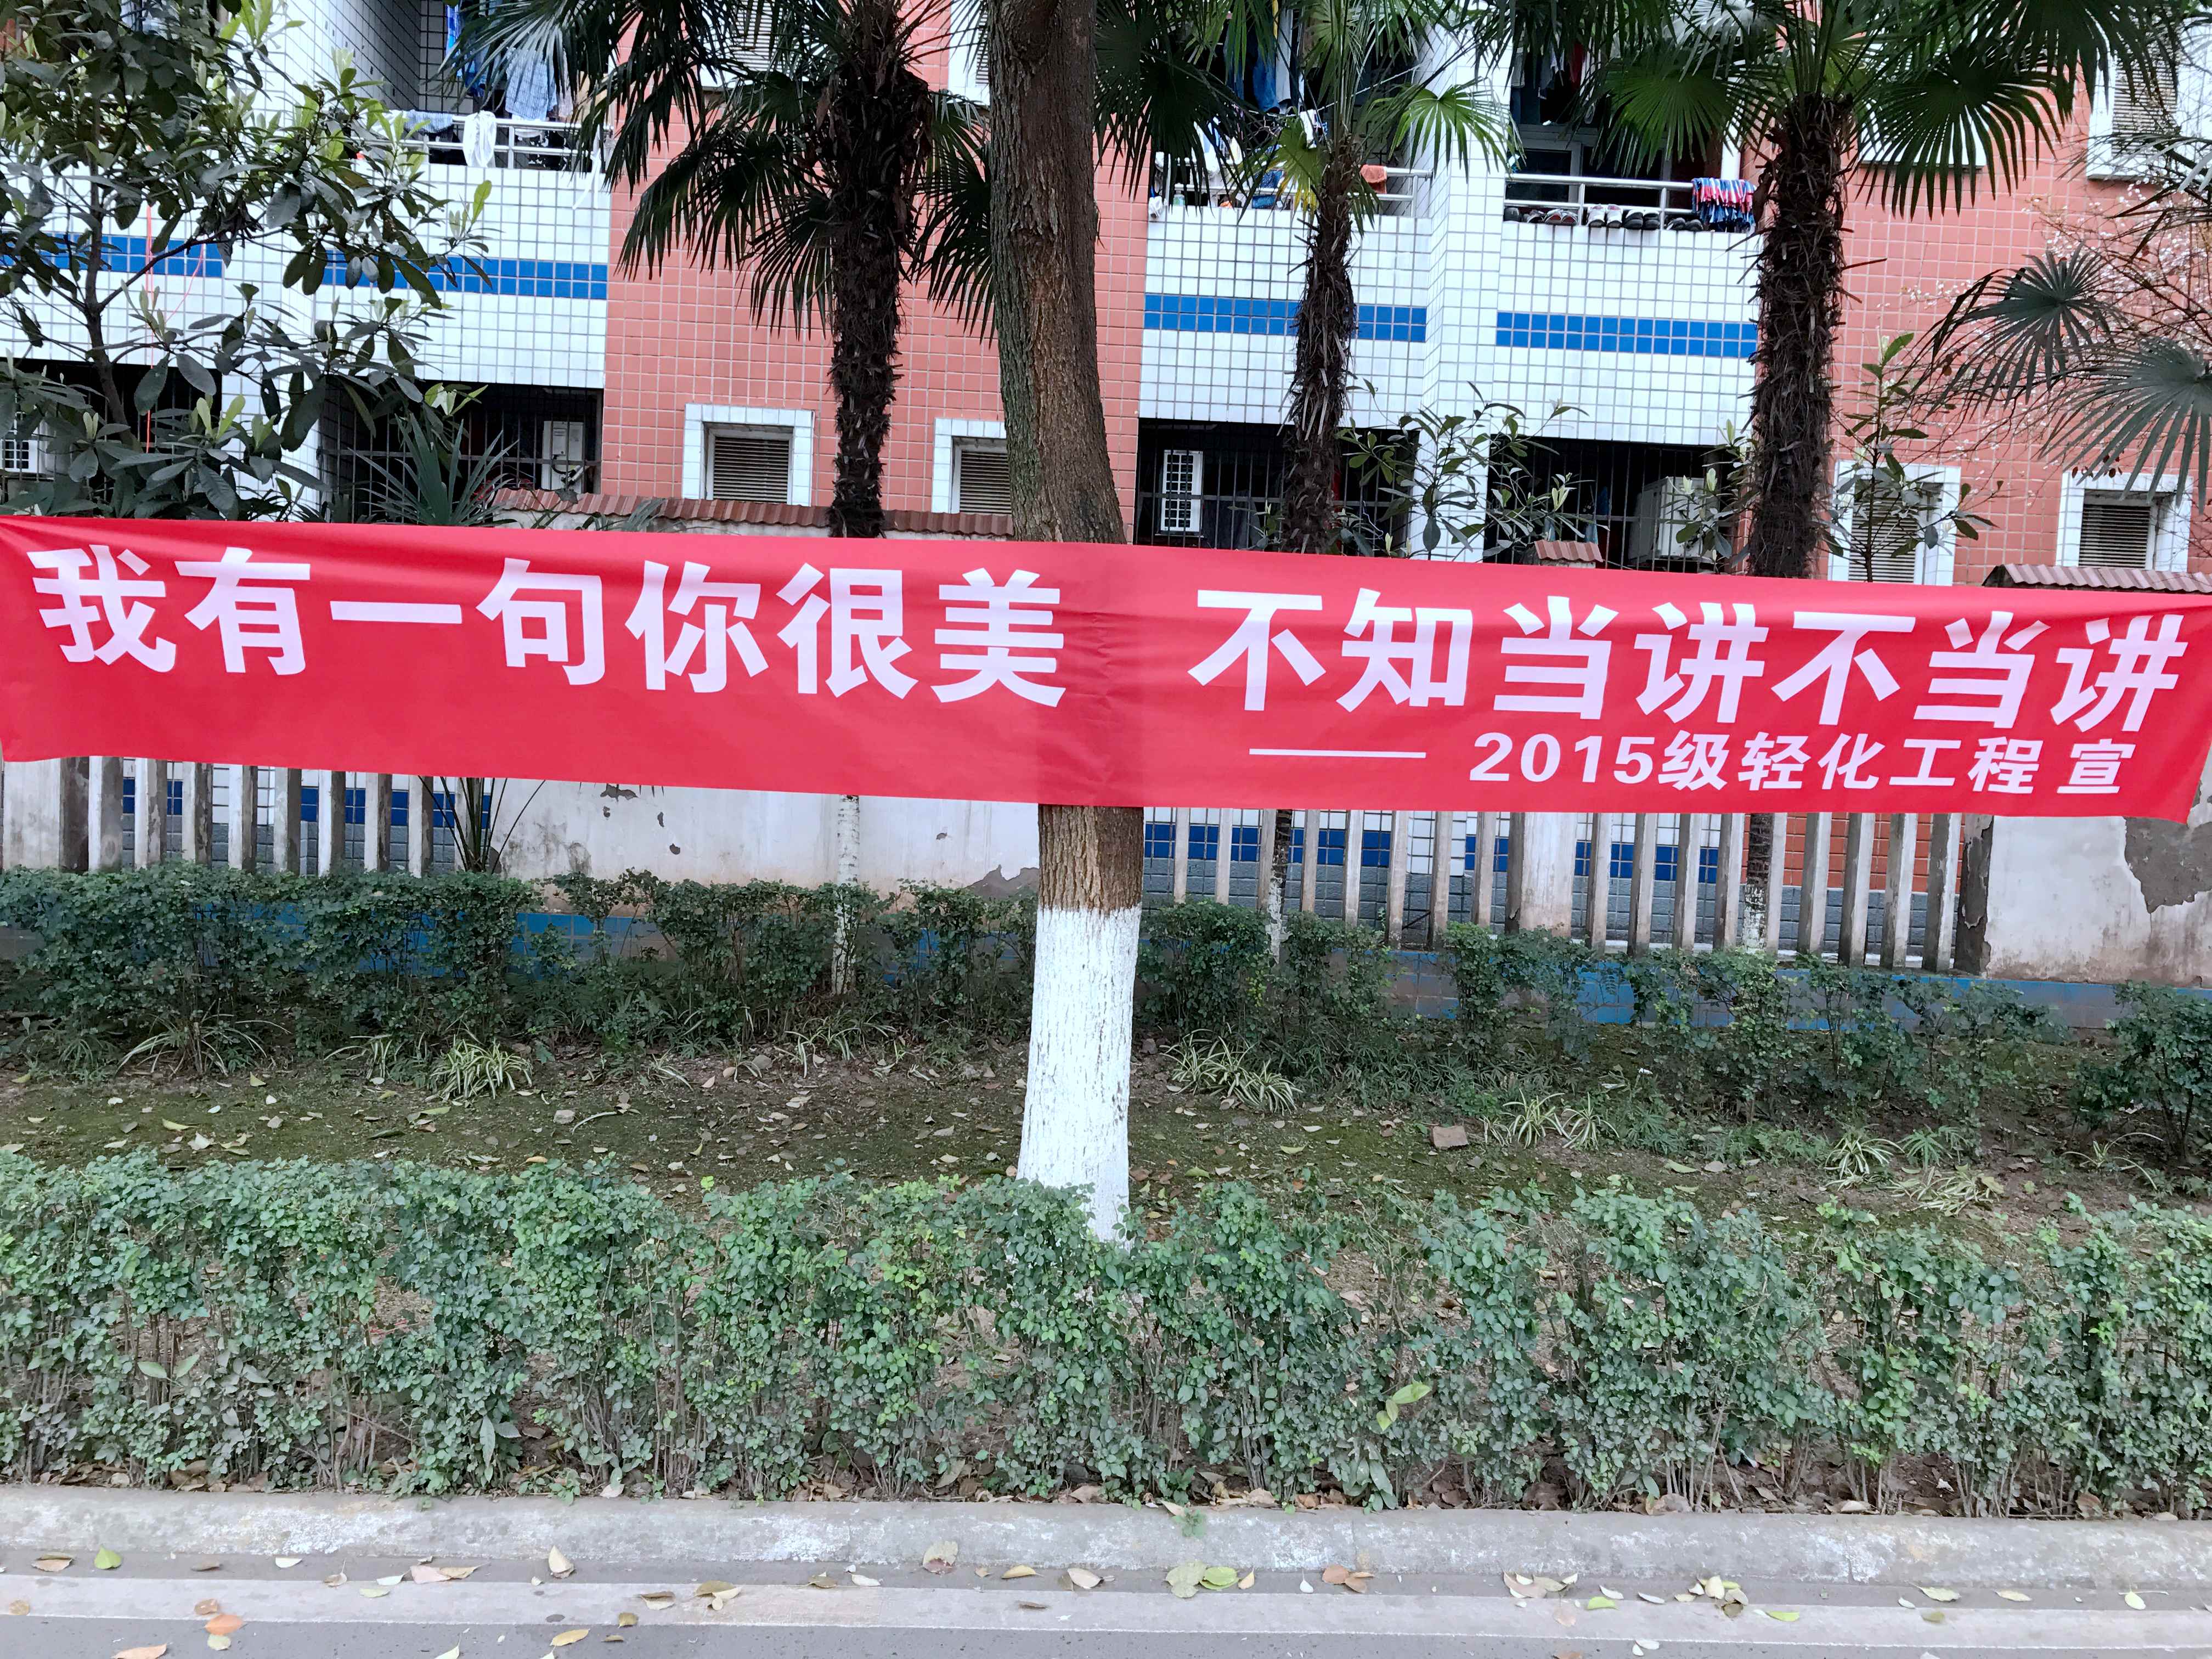 我有一句你很美 不知当讲不当讲
—— 2015级轻化工程 宣